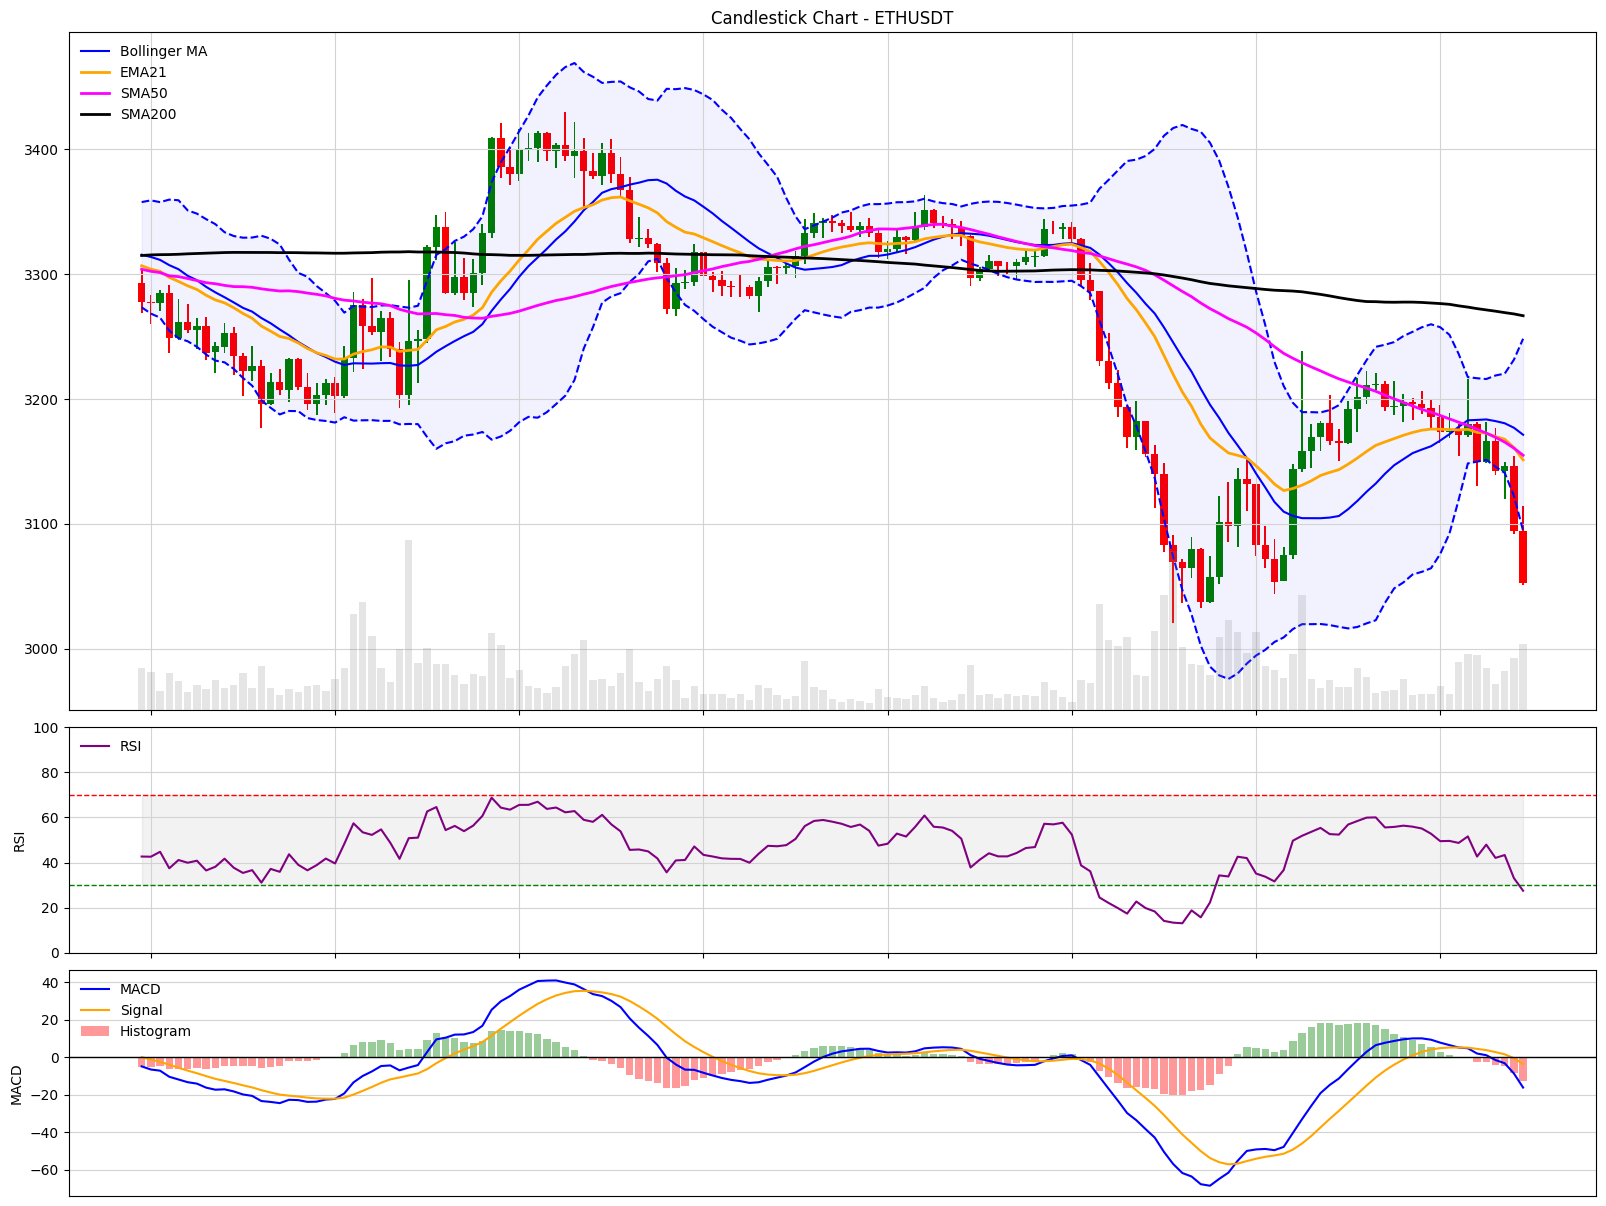 Candlestick Chart - ETHUSDT
Bollinger MA
EMA21
SMA50
SMA200
3400
3300
3200
3100
3000
RSI
100
80
60
40
20
0
RSI
MACD
Signal
Histogram
40
20
0
−20
−40
−60
MACD